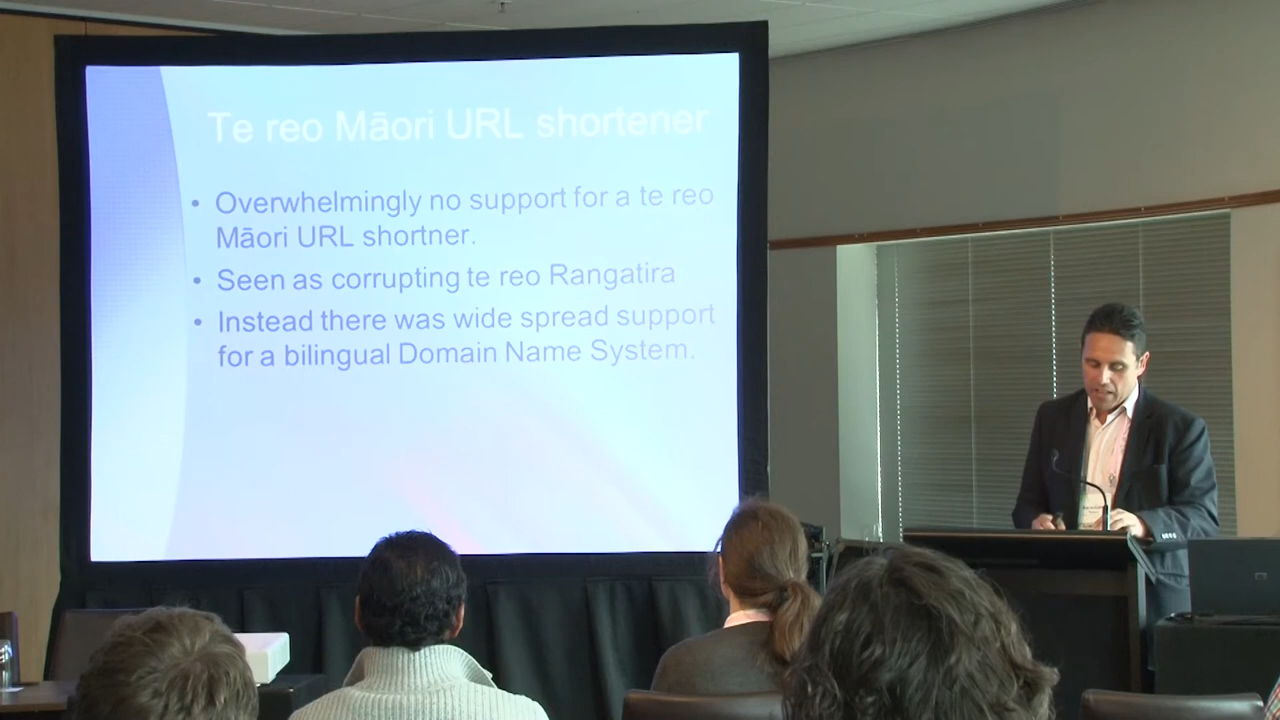 Te reo Māori URL shortener
• Overwhelmingly no support for a te reo
Māori URL shortner.
• Seen as corrupting te reo Rangatira
• Instead there was wide spread support
for a bilingual Domain Name System.